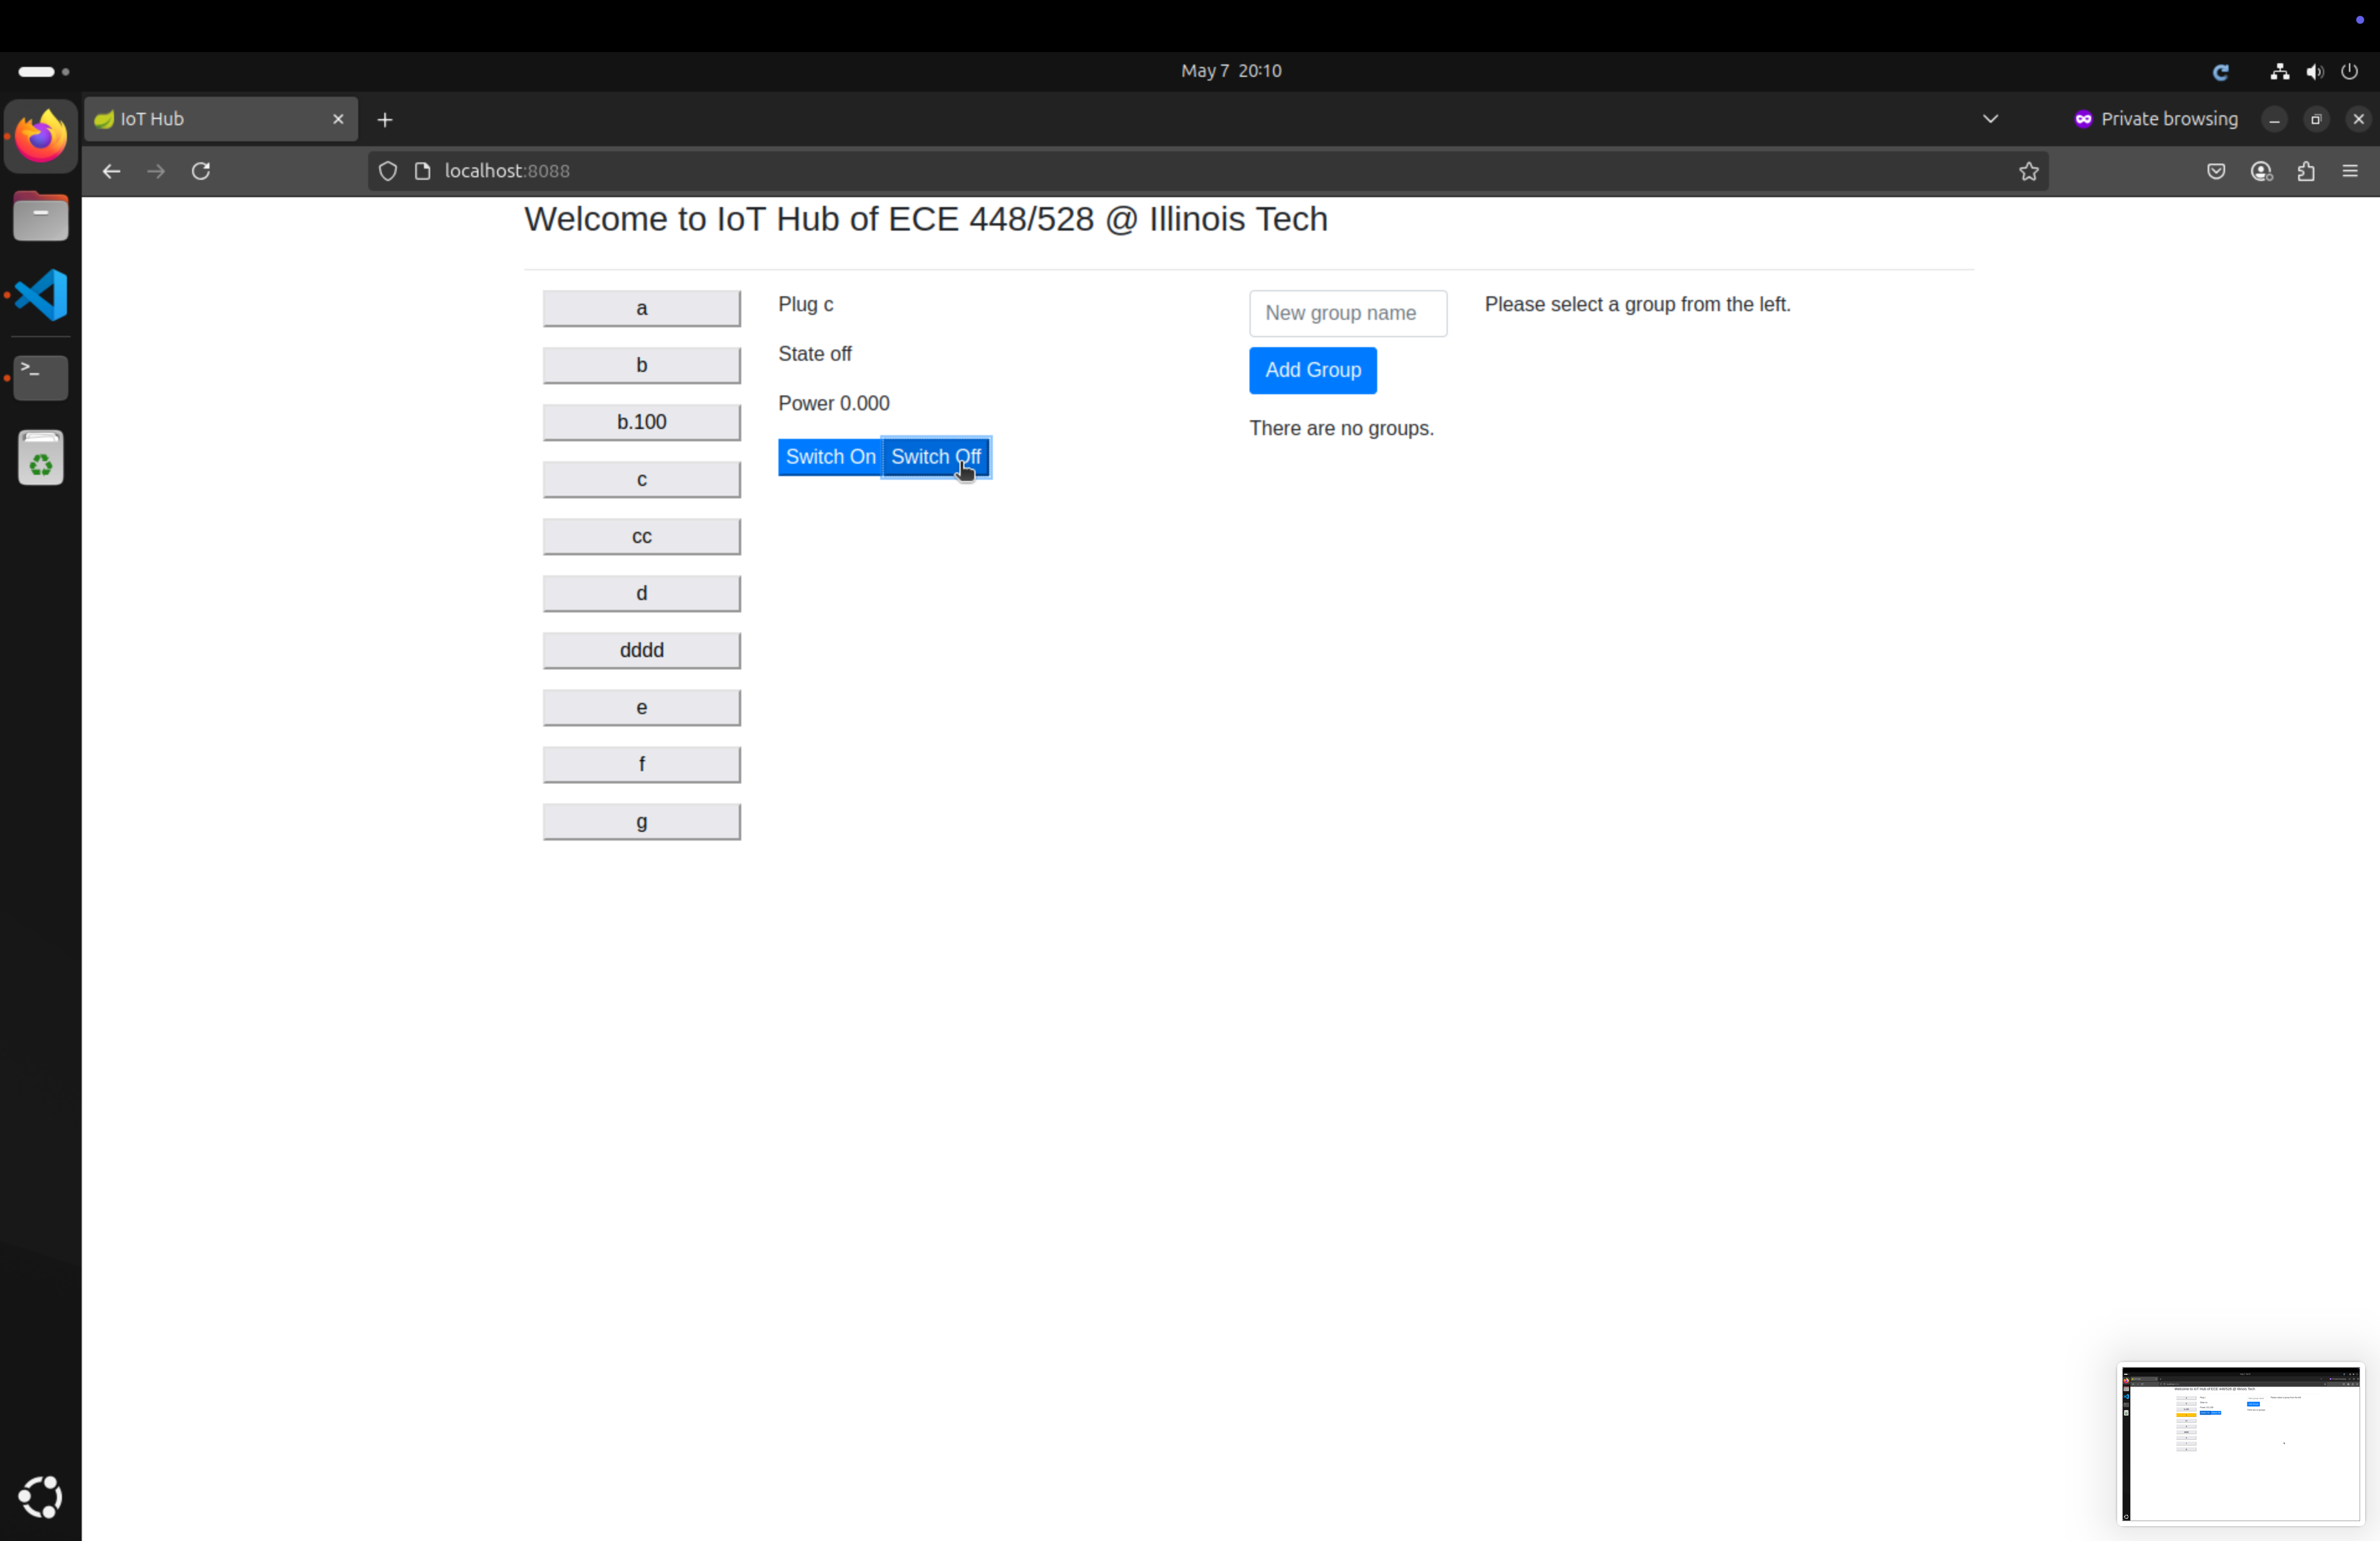 May 7 20:10
IoT Hub
Private browsing
localhost:8088
Welcome to IoT Hub of ECE 448/528 @ Illinois Tech
a
b
b.100
c
cc
d
dddd
e
f
g
Plug c
State off
Power 0.000
Switch On Switch Off
New group name
Add Group
There are no groups.
Please select a group from the left.